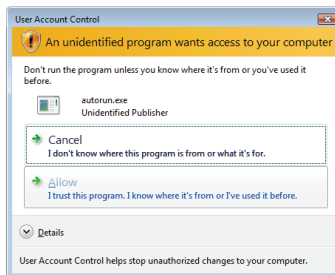 User Account Control
An unidentified program wants access to your computer
Don't run the program unless you know where it's from or you've used it
before.
autorun.exe
Unidentified Publisher
Cancel
I don't know where this program is from or what it's for.
Allow
I trust this program. I know where it's from or I've used it before.
Details
User Account Control helps stop unauthorized changes to your computer.